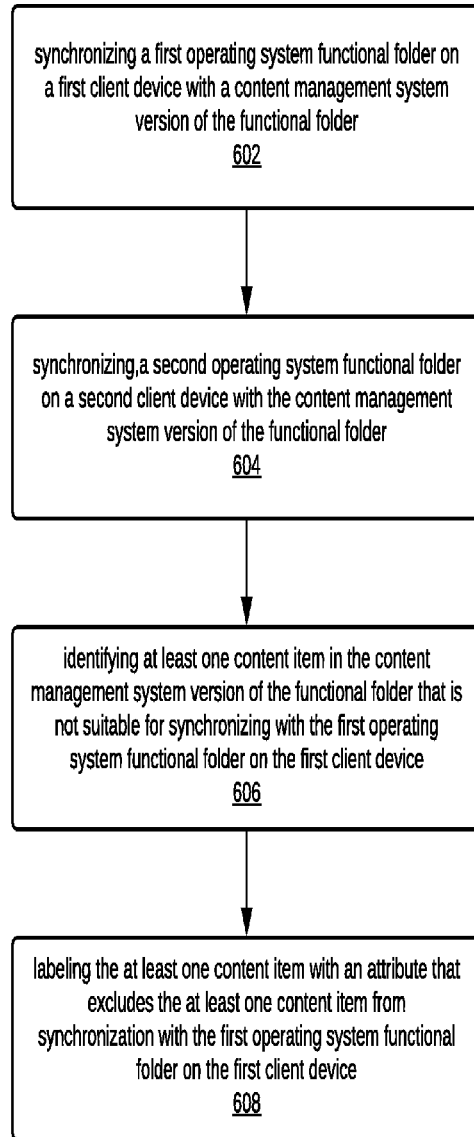 synchronizing a first operating system functional folder on
a first client device with a content management system
version of the functional folder
602
synchronizing,a second operating system functional folder
on a second client device with the content management
system version of the functional folder
604
identifying at least one content item in the content
management system version of the functional folder that is
not suitable for synchronizing with the first operating
system functional folder on the first client device
606
labeling the at least one content item with an attribute that
excludes the at least one content item from
synchronization with the first operating system functional
folder on the first client device
608